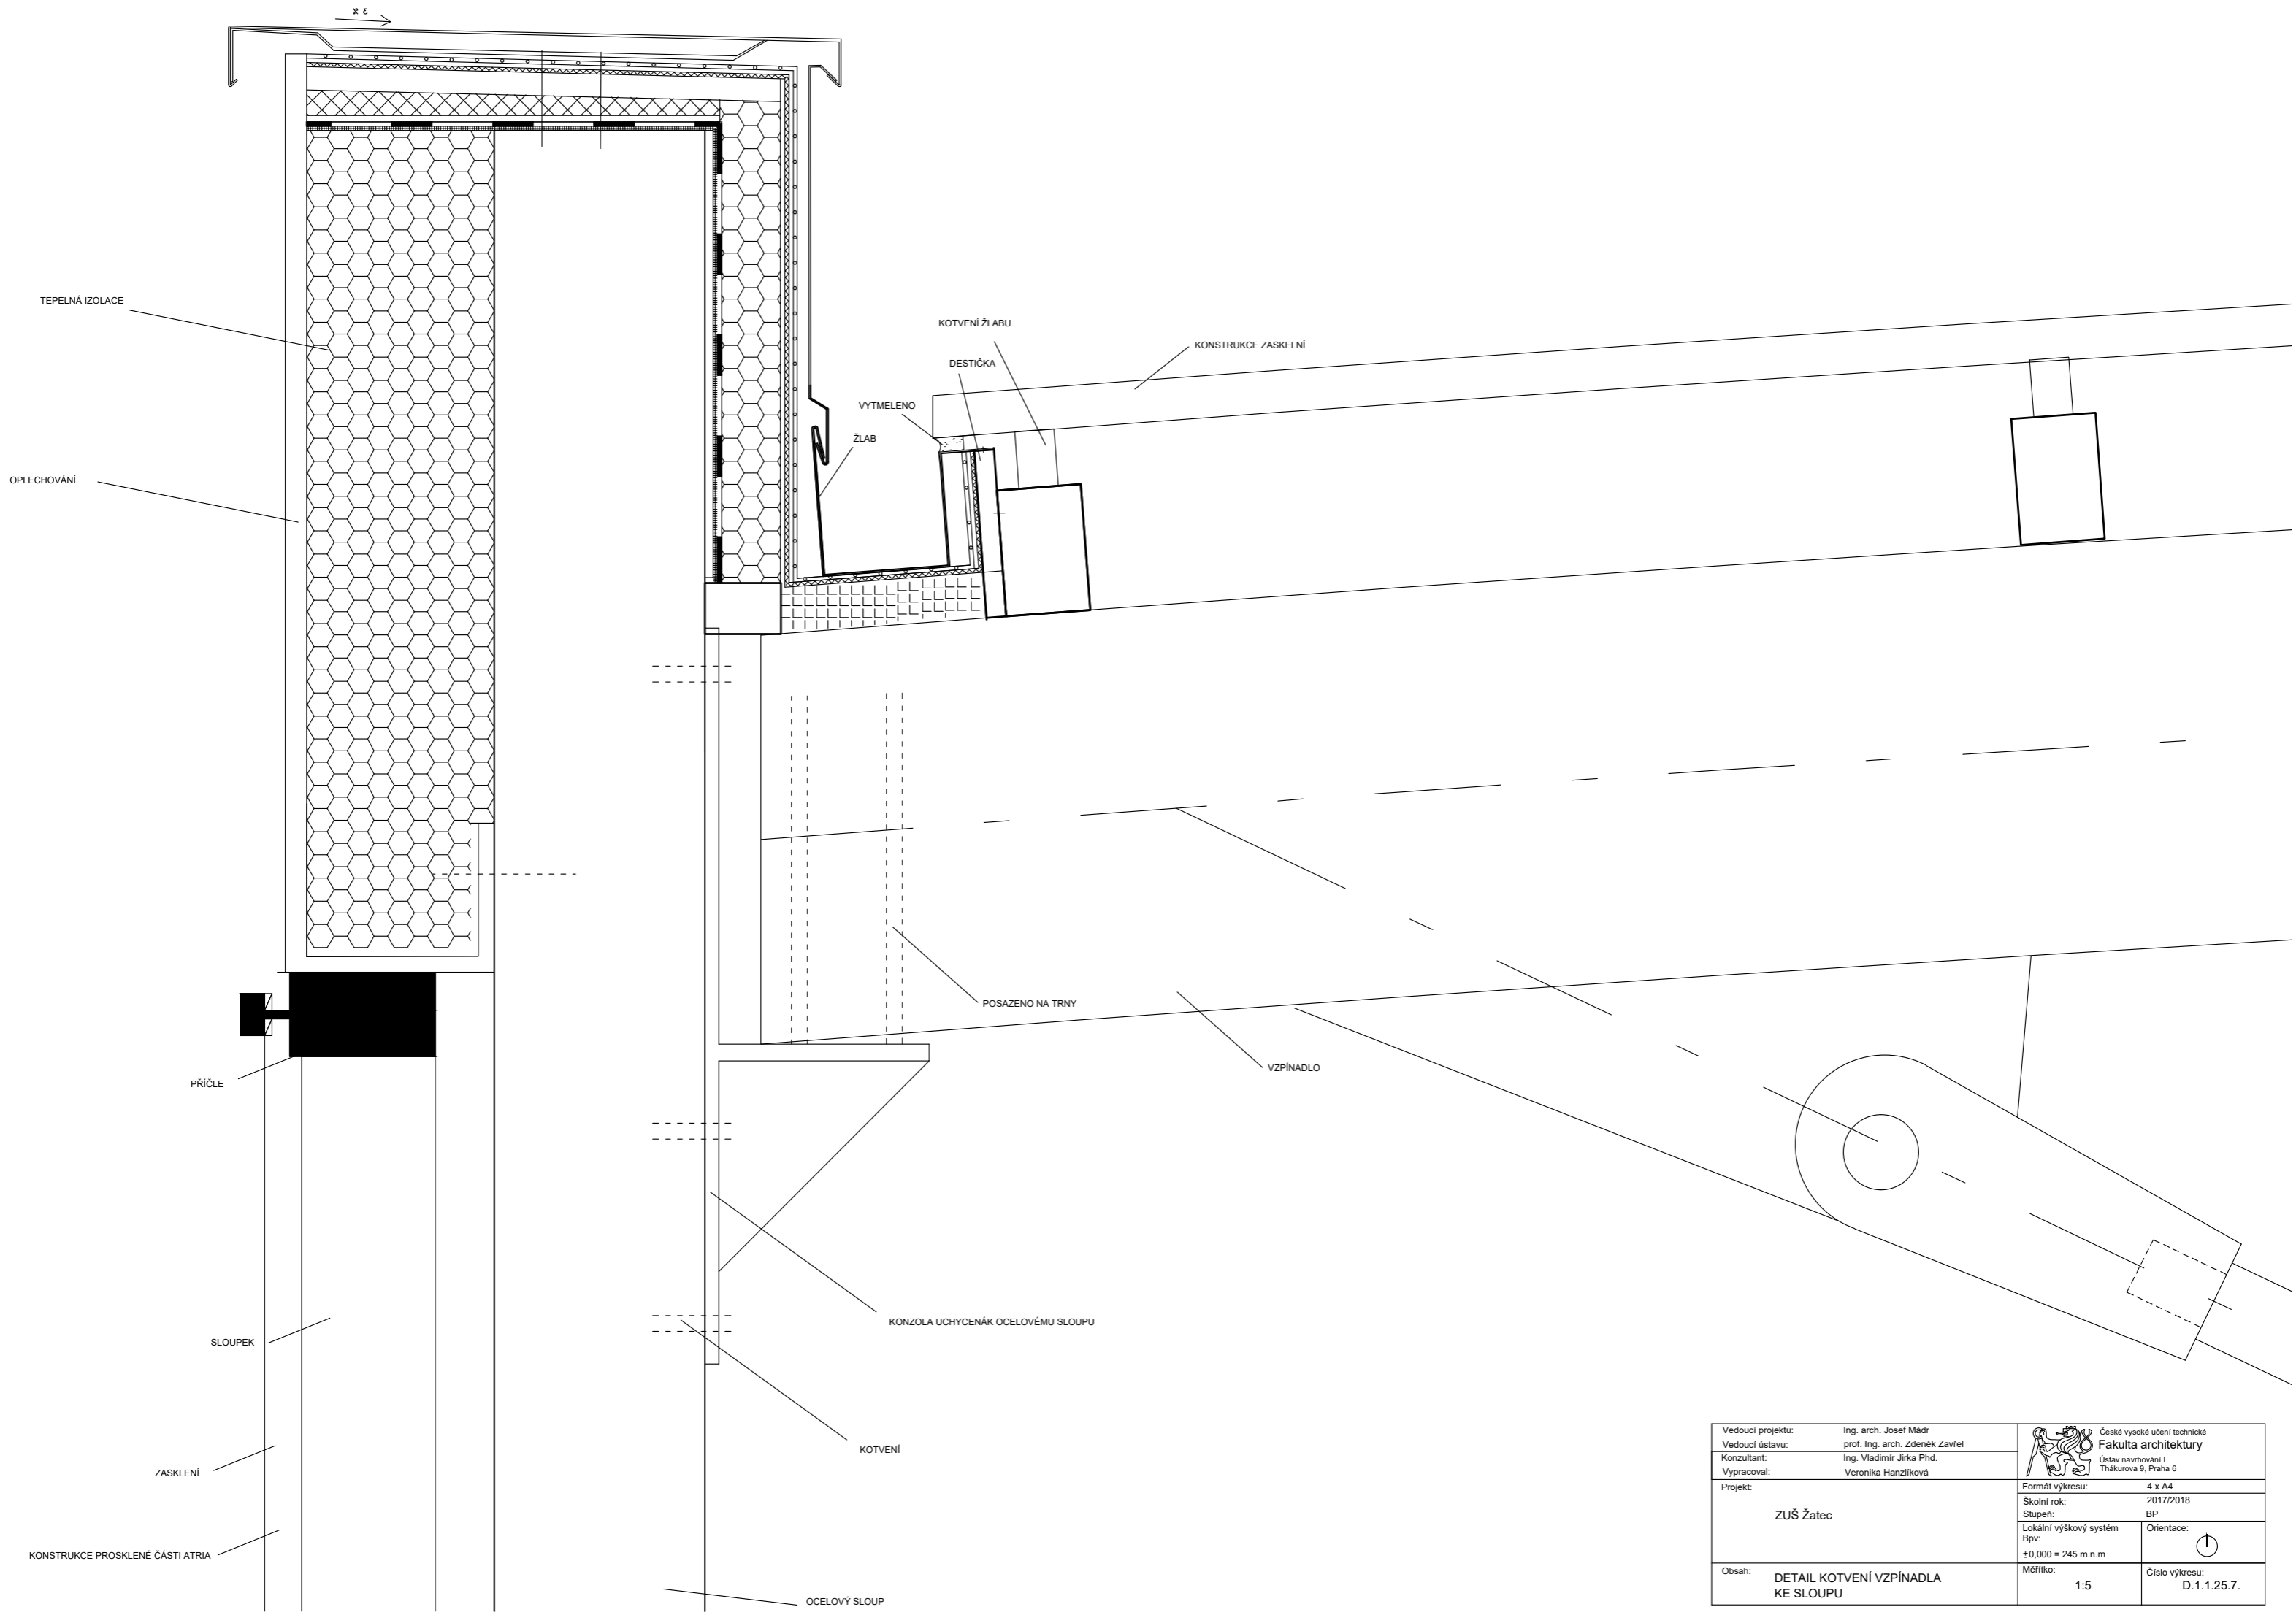 TEPELNÁ IZOLACE
OPLECHOVÁNÍ
KOTVENÍ ŽLABU
DESTIČKA
KONSTRUKCE ZASKELNÍ
VYTMELENO
ŽLAB
POSAZENO NA TRNY
VZPÍNADLO
PŘÍČLE
KONZOLA UCHYCENÁK OCELOVÉMU SLOUPU
SLOUPEK
KOTVENÍ
ZASKLENÍ
KONSTRUKCE PROSKLENÉ ČÁSTI ATRIA
OCELOVÝ SLOUP
Vedoucí projektu: Ing. arch. Josef Mádr
Vedoucí ústavu: prof. Ing. arch. Zdeněk Zavřel
Konzultant: Ing. Vladimír Jirka Phd.
Vypracoval: Veronika Hanzlíková
České vysoké učení technické
Fakulta architektury
Ústav navrhování I
Thákurova 9, Praha 6
Projekt:
ZUŠ Žatec
Formát výkresu: 4 x A4
Školní rok: 2017/2018
Stupeň: BP
Lokální výškový systém
Bpv:
±0,000 = 245 m.n.m
Orientace:
Obsah: DETAIL KOTVENÍ VZPÍNADLA
KE SLOUPU
Měřítko:
1:5
Číslo výkresu:
D.1.1.25.7.